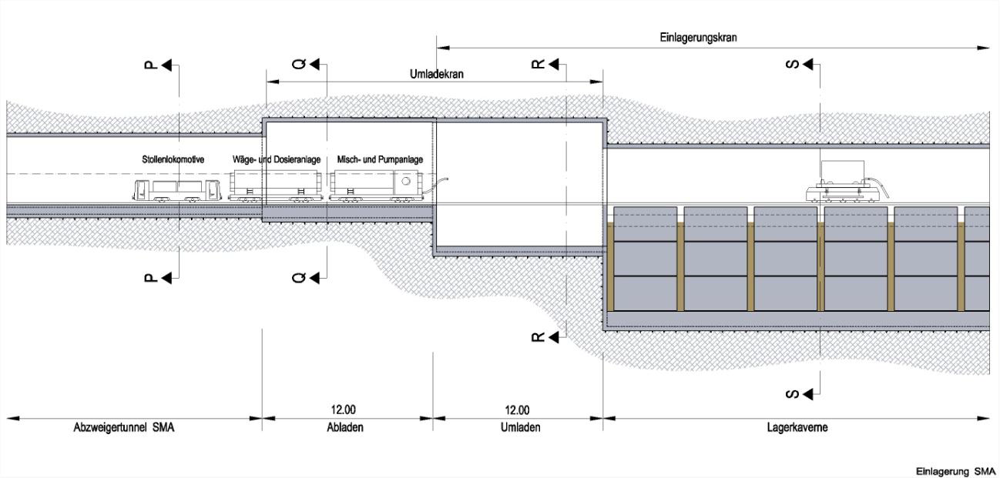 Einlagerungskran
P
Q
R
S
Umladekran
Stollenlokomotive
Wäge- und Dosieranlage
Misch- und Pumpanlage
P
Q
R
S
12.00
12.00
Abzweigertunnel SMA
Abladen
Umladen
Lagerkaverne
Einlagerung SMA